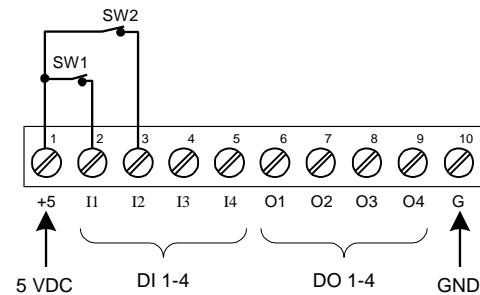 SW2
SW1
1 2 3 4 5 6 7 8 9 10
+5 I1 I2 I3 I4 O1 O2 O3 O4 G
5 VDC DI 1-4 DO 1-4 GND